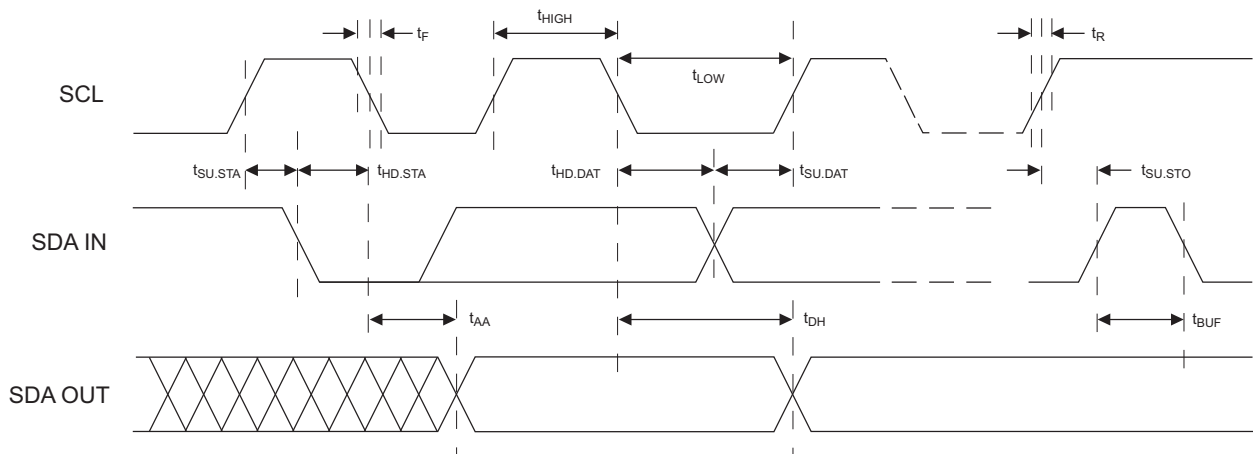 t_HIGH
t_F
t_R
t_LOW
SCL
t_SU.STA
t_HD.STA
t_HD.DAT
t_SU.DAT
t_SU.STO
SDA IN
t_AA
t_DH
t_BUF
SDA OUT